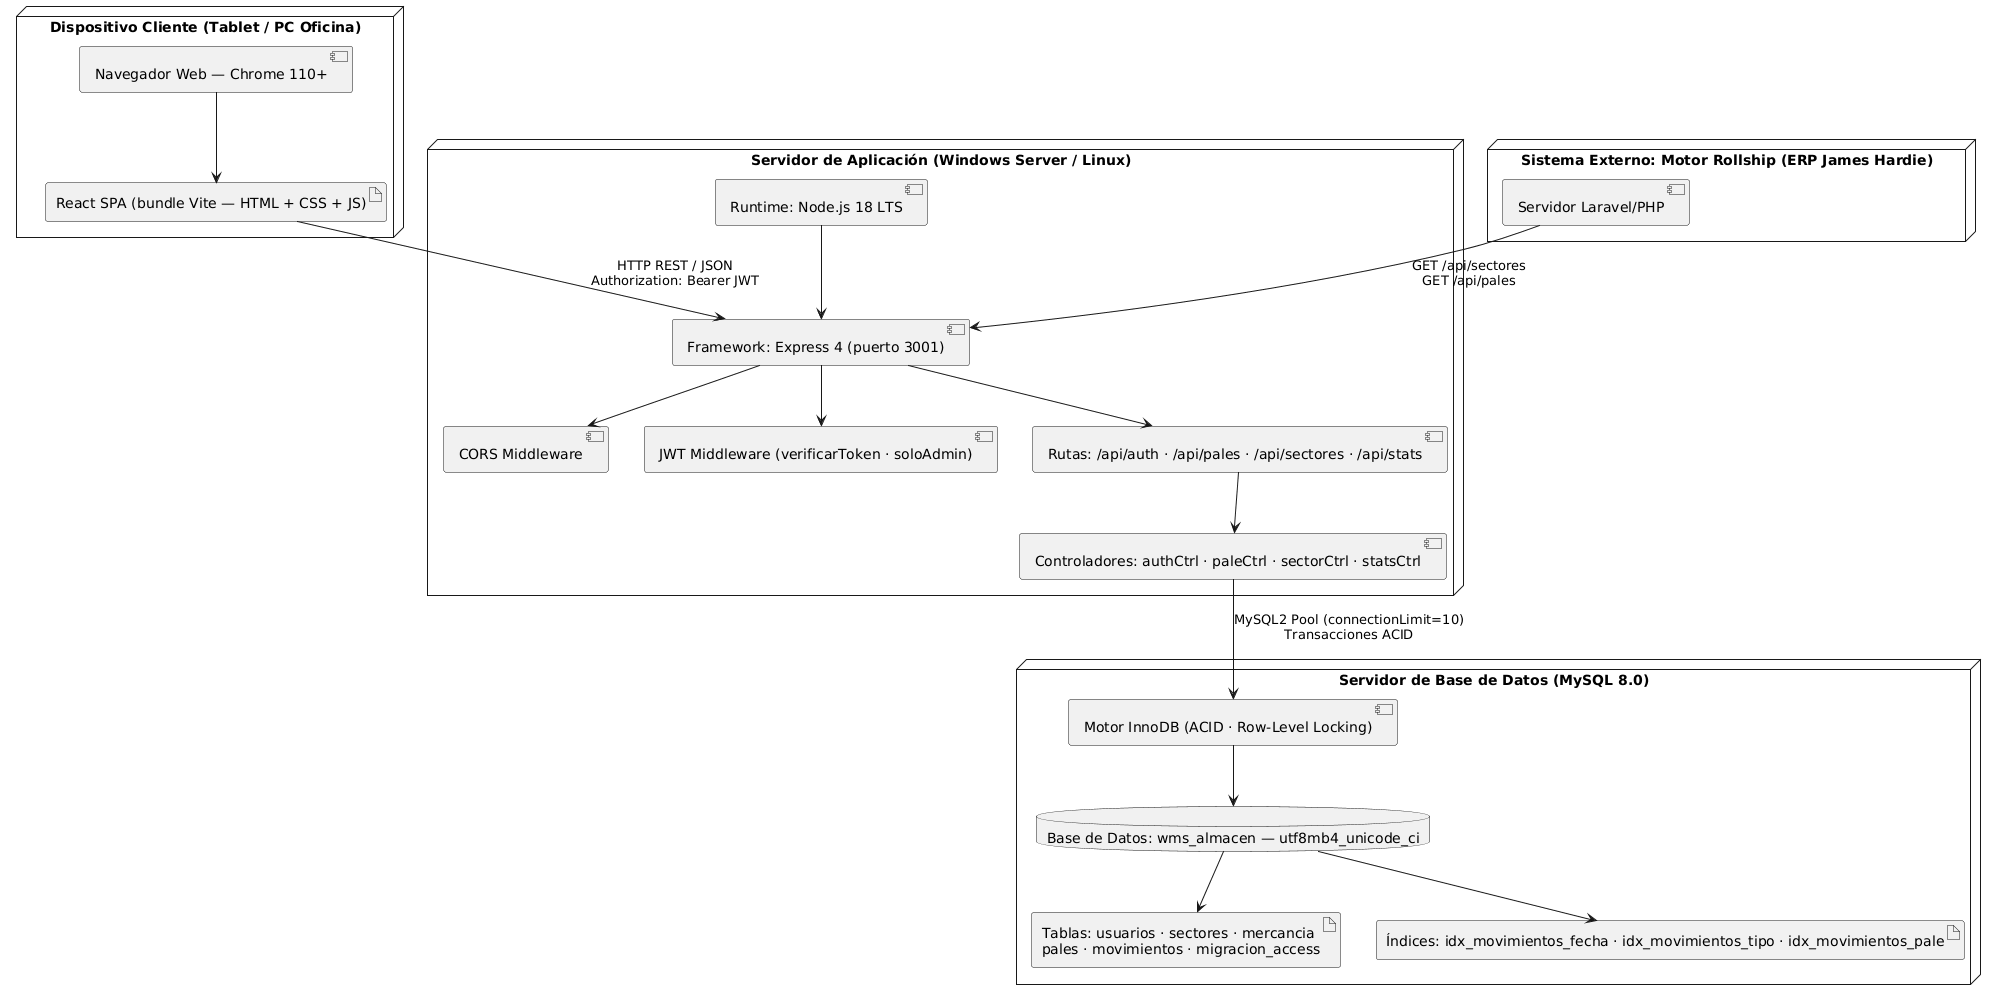 Dispositivo Cliente (Tablet / PC Oficina)
Navegador Web — Chrome 110+
React SPA (bundle Vite — HTML + CSS + JS)
Servidor de Aplicación (Windows Server / Linux)
Runtime: Node.js 18 LTS
Sistema Externo: Motor Rollship (ERP James Hardie)
Servidor Laravel/PHP
HTTP REST / JSON
Authorization: Bearer JWT
GET /api/sectores
GET /api/pales
Framework: Express 4 (puerto 3001)
CORS Middleware
JWT Middleware (verificarToken · soloAdmin)
Rutas: /api/auth · /api/pales · /api/sectores · /api/stats
Controladores: authCtrl · paleCtrl · sectorCtrl · statsCtrl
MySQL2 Pool (connectionLimit=10)
Transacciones ACID
Servidor de Base de Datos (MySQL 8.0)
Motor InnoDB (ACID · Row-Level Locking)
Base de Datos: wms_almacen — utf8mb4_unicode_ci
Tablas: usuarios · sectores · mercancia
pales · movimientos · migracion_access
Índices: idx_movimientos_fecha · idx_movimientos_tipo · idx_movimientos_pale